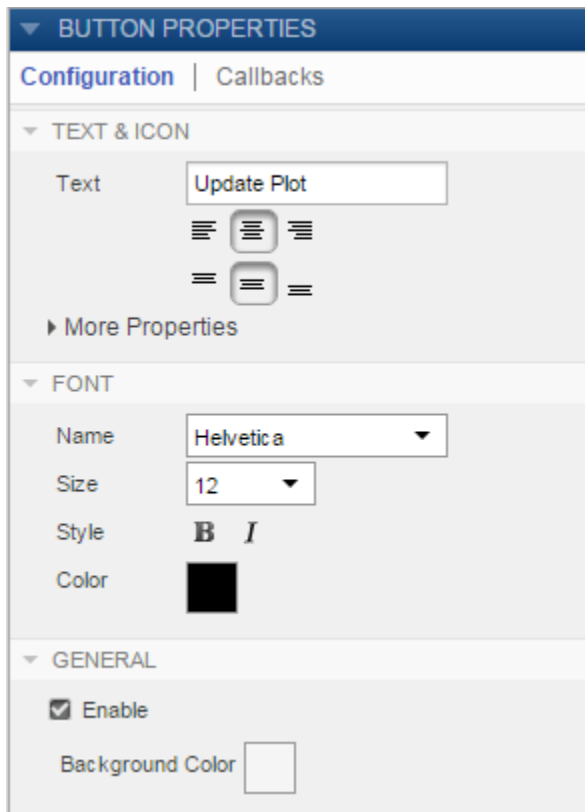 BUTTON PROPERTIES
Configuration | Callbacks
TEXT & ICON
Text Update Plot
More Properties
FONT
Name Helvetica
Size 12
Style B I
Color
GENERAL
Enable
Background Color